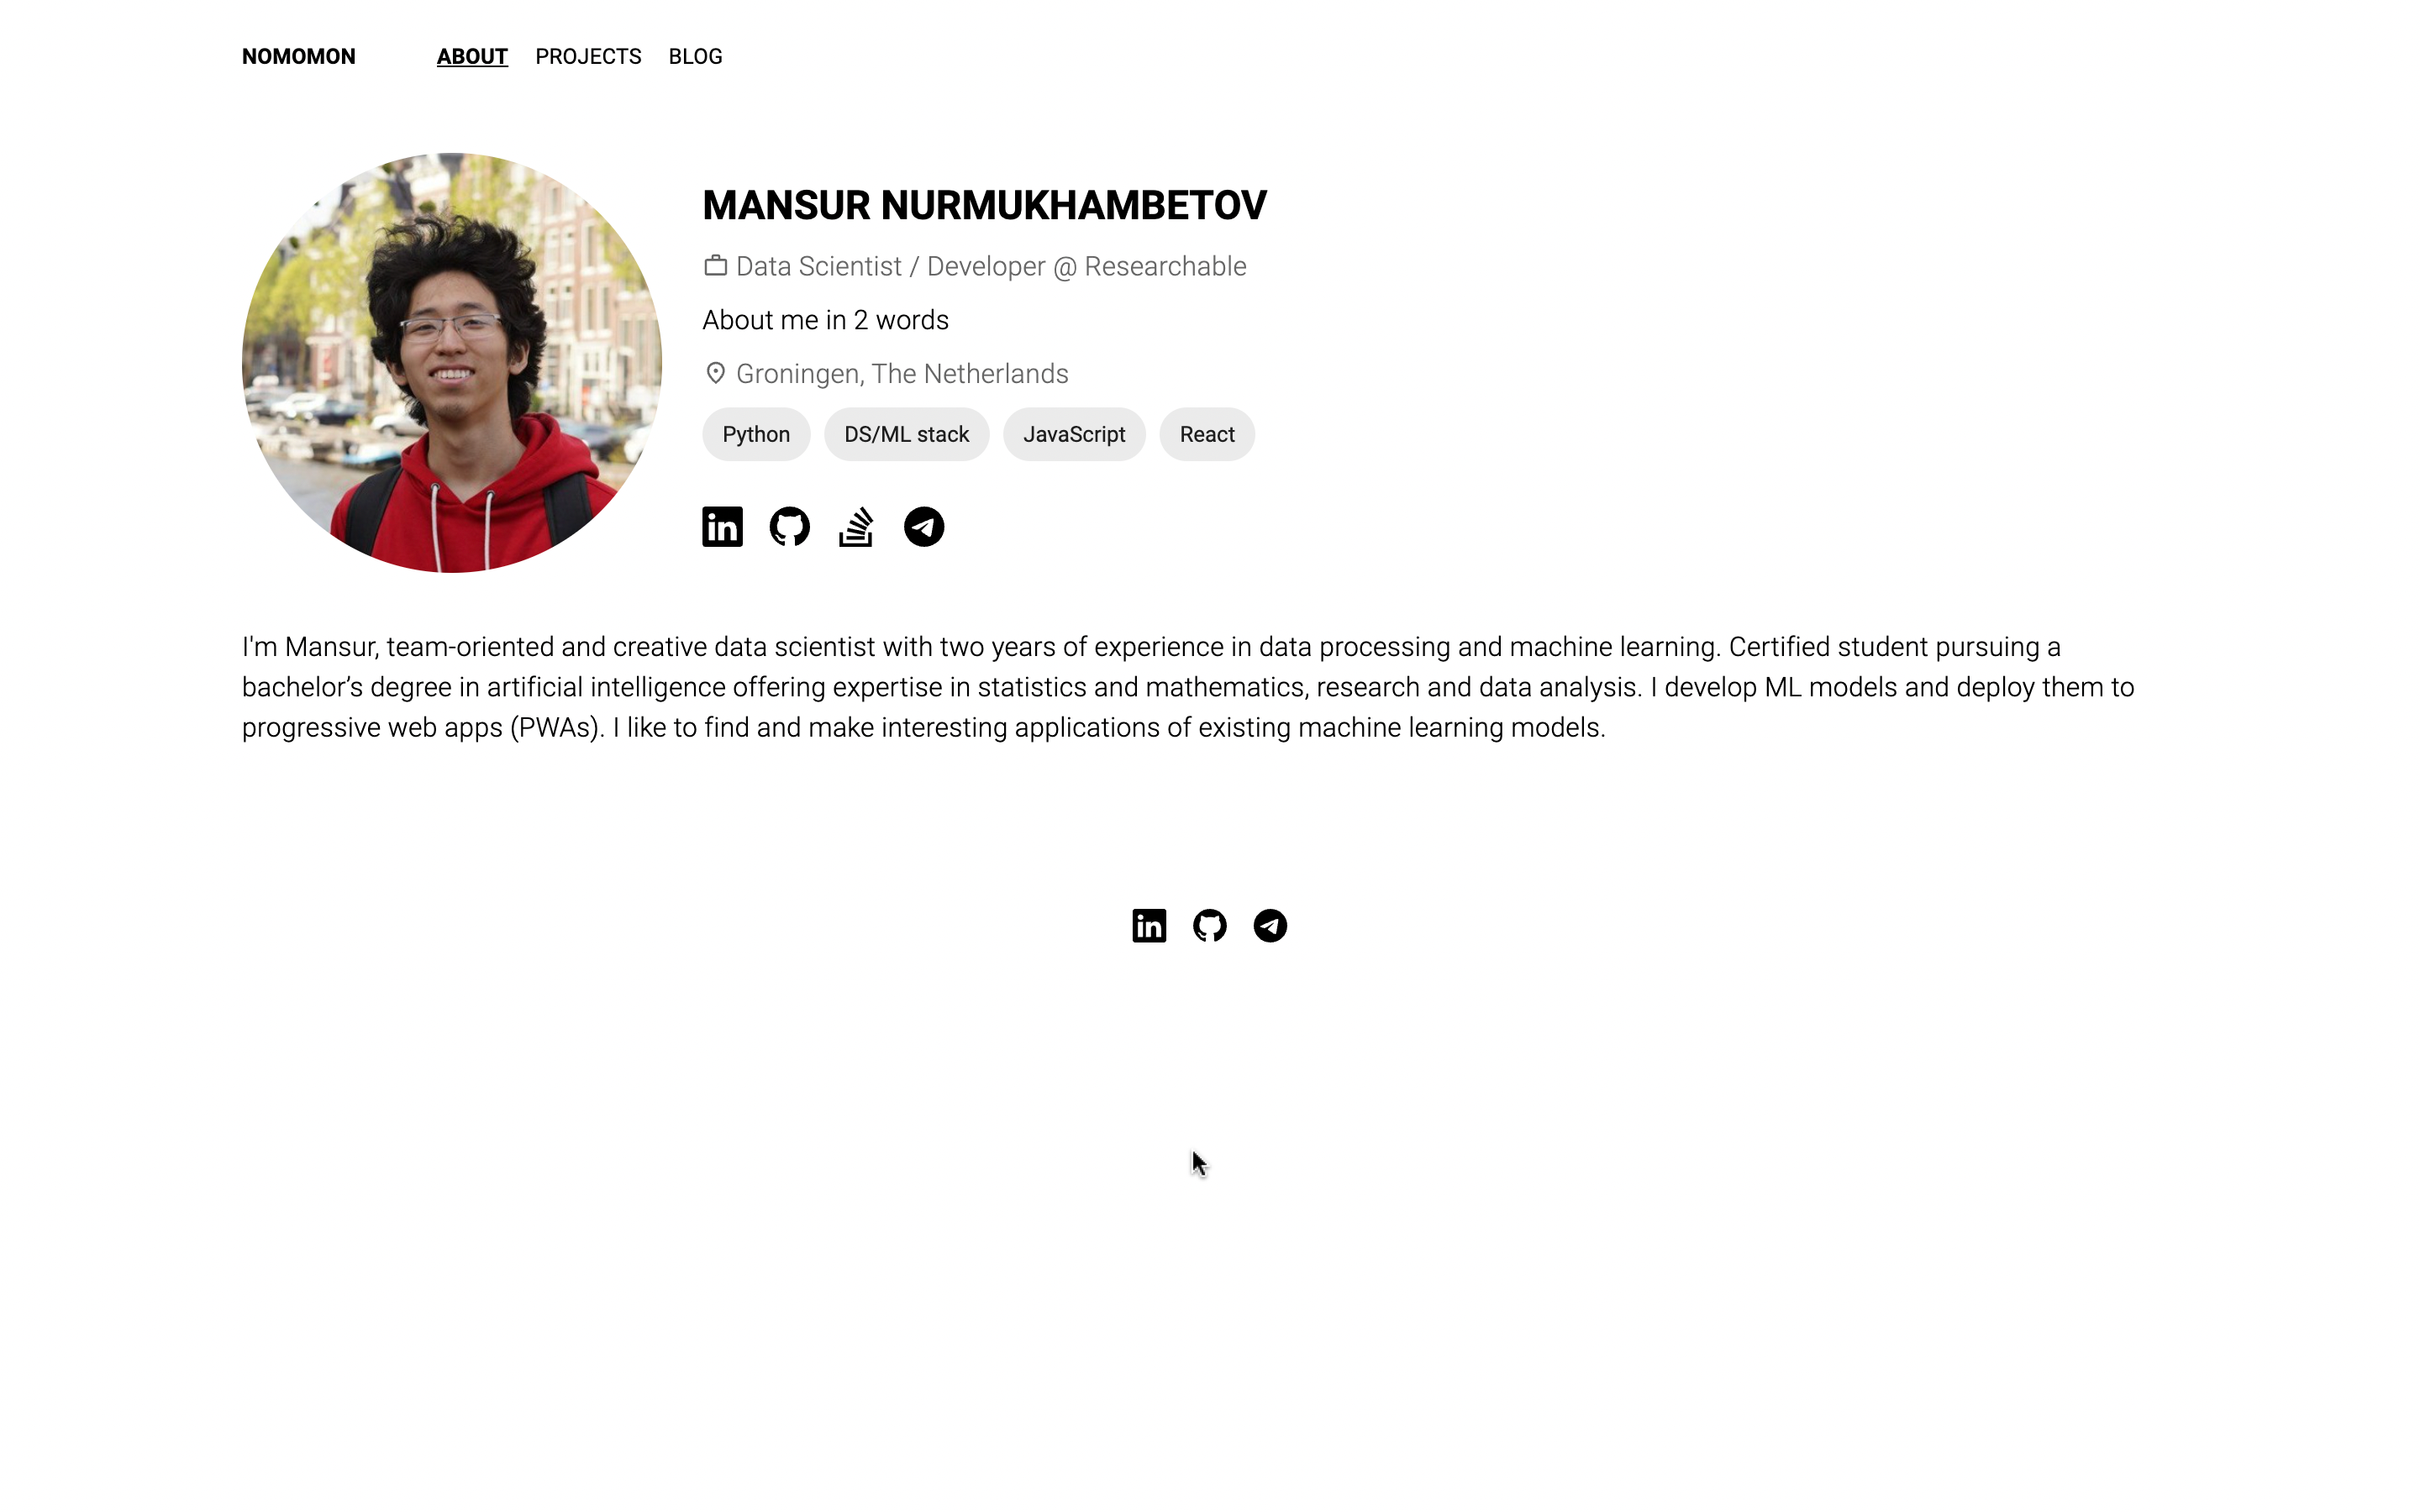 NOMOMON ABOUT PROJECTS BLOG
MANSUR NURMUKHAMBETOV
Data Scientist / Developer @ Researchable
About me in 2 words
Groningen, The Netherlands
Python DS/ML stack JavaScript React
in
I'm Mansur, team-oriented and creative data scientist with two years of experience in data processing and machine learning. Certified student pursuing a
bachelor’s degree in artificial intelligence offering expertise in statistics and mathematics, research and data analysis. I develop ML models and deploy them to
progressive web apps (PWAs). I like to find and make interesting applications of existing machine learning models.
in